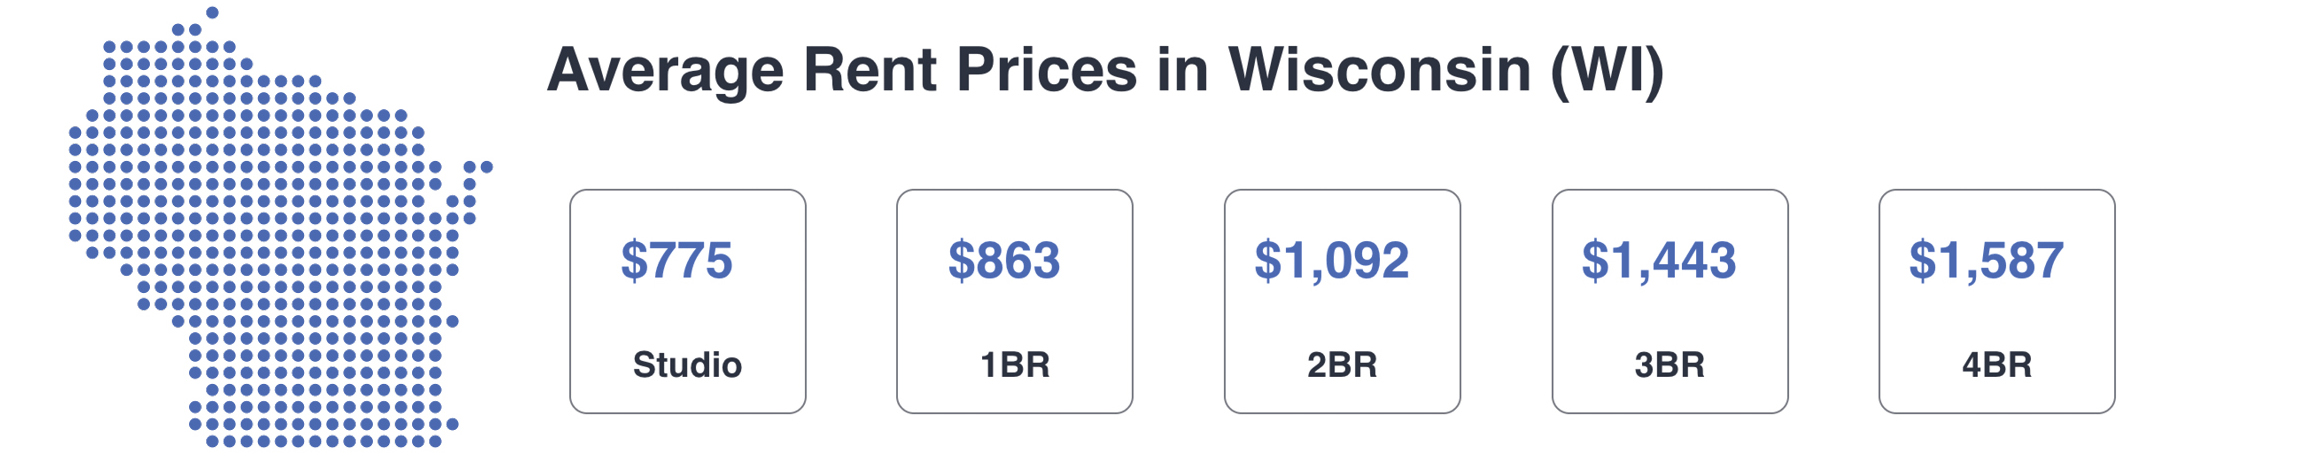 Average Rent Prices in Wisconsin (WI)
$775 $863 $1,092 $1,443 $1,587
Studio 1BR 2BR 3BR 4BR